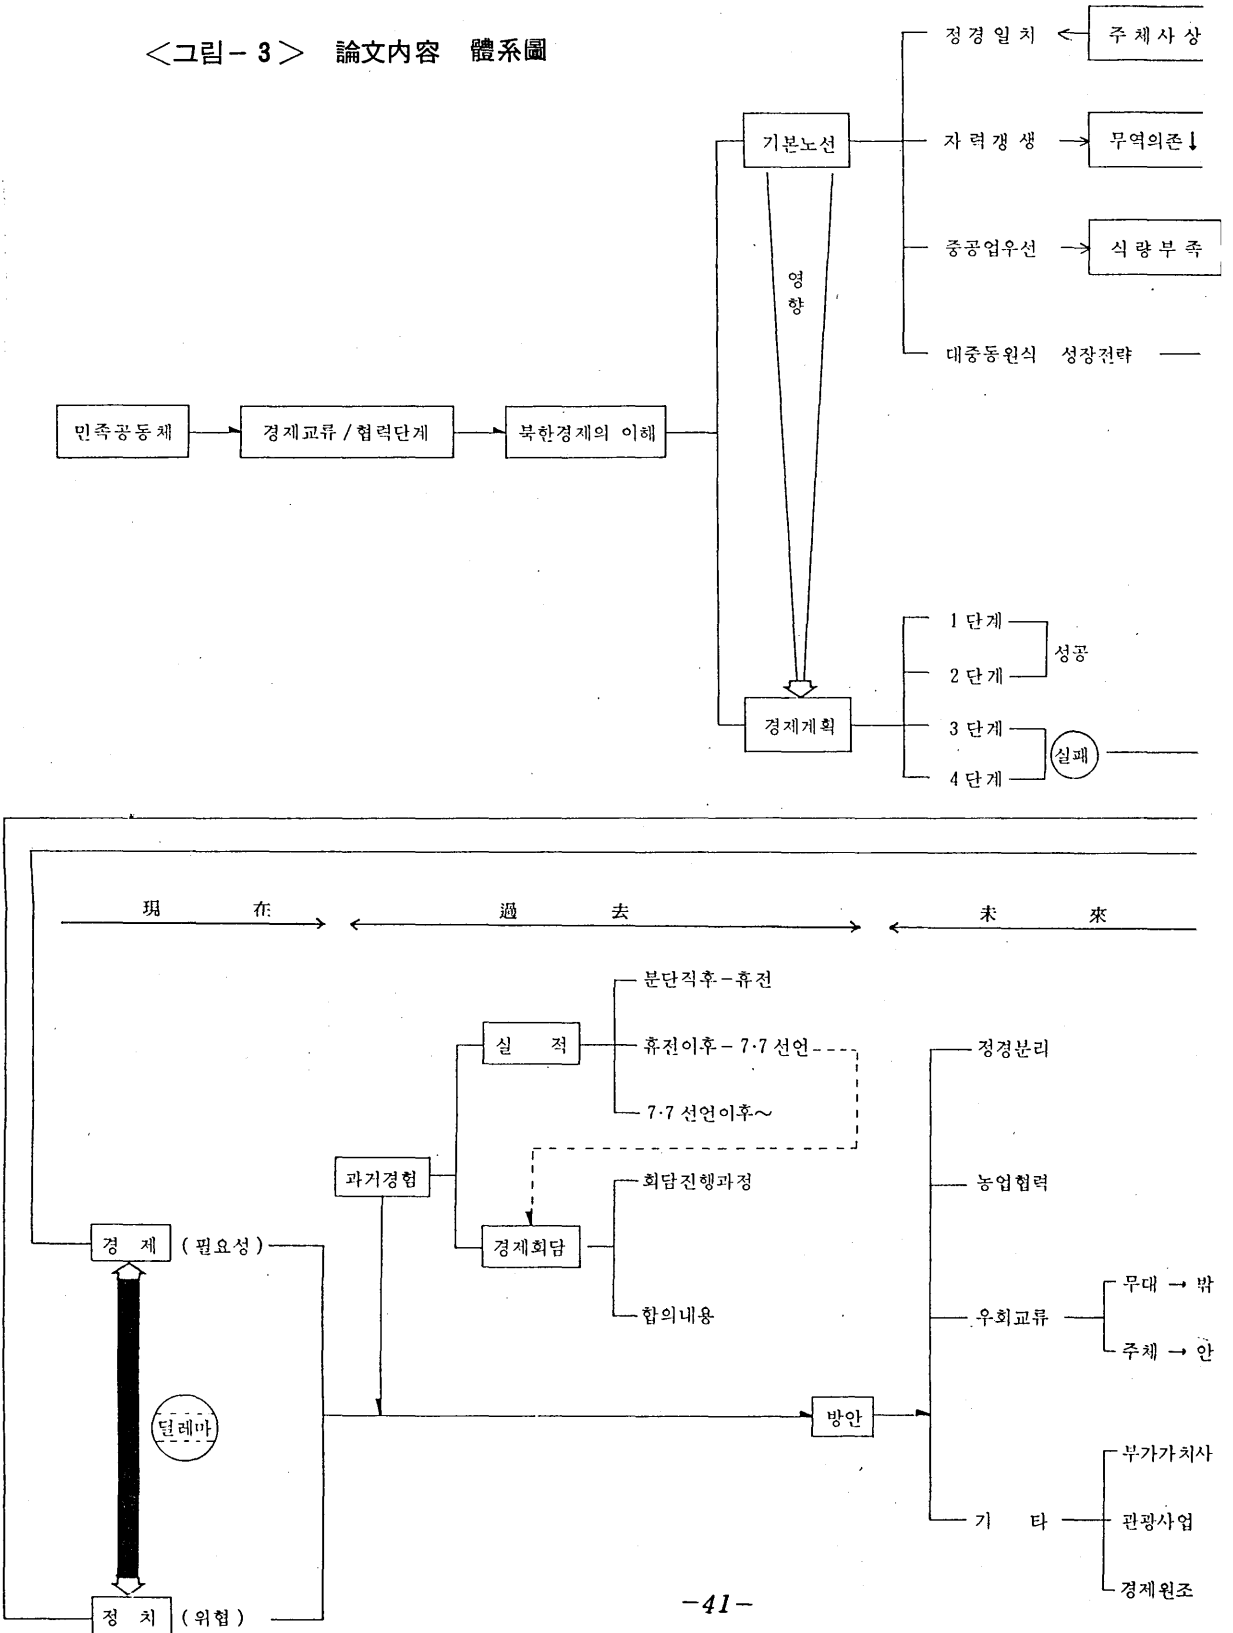 <그림-3> 論文内容 體系圖
정경일치 ← 주체사상
기본노선
자력갱생 → 무역의존↓
중공업우선 → 식량부족
영향
대중동원식 성장전략
민족공동체 → 경제교류/협력단계 → 북한경제의 이해
1단계
성공
2단계
경제계획
3단계
실패
4단계
現在
過去
未來
분단직후-휴전
실적
휴전이후-7·7선언
7·7선언이후~
정경분리
과거경험
회담진행과정
농업협력
경제회담
합의내용
경제 (필요성)
딜레마
정치 (위협)
방안
우회교류
무대 → 밖
주체 → 안
기타
부가가치사
관광사업
경제원조
-41-